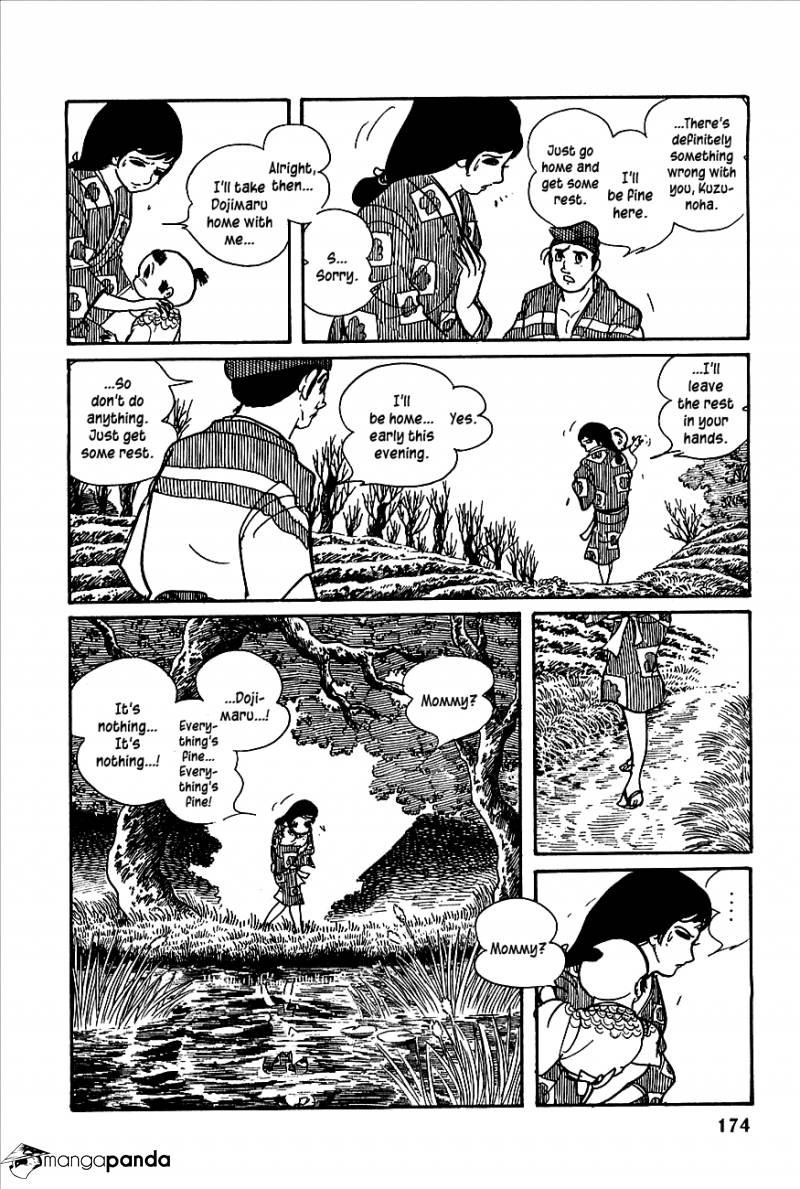 ...There's
definitely
something
wrong with
you, Kuzu-
noha.
I'll
be fine
here.
Just go
home and
get some
rest.
S...
Sorry.
Alright,
then...
I'll take
Dojimaru
home with
me...
...I'll
leave
the rest
in your
hands.
Yes.
I'll
be home...
early this
evening.
...So
don't do
anything.
Just get
some rest.
Mommy?
...Doji-
maru...!
Every-
thing's
fine...
Every-
thing's
fine!
It's
nothing...
It's
nothing...!
...
Mommy?
174
mangapanda